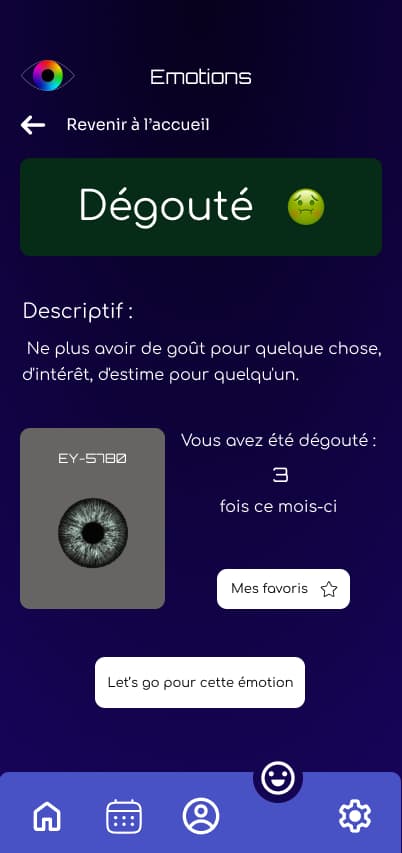 Emotions
Revenir à l’accueil
Dégouté
Descriptif :
Ne plus avoir de goût pour quelque chose,
d'intérêt, d'estime pour quelqu'un.
EY-5780
Vous avez été dégouté :
3
fois ce mois-ci
Mes favoris
Let’s go pour cette émotion